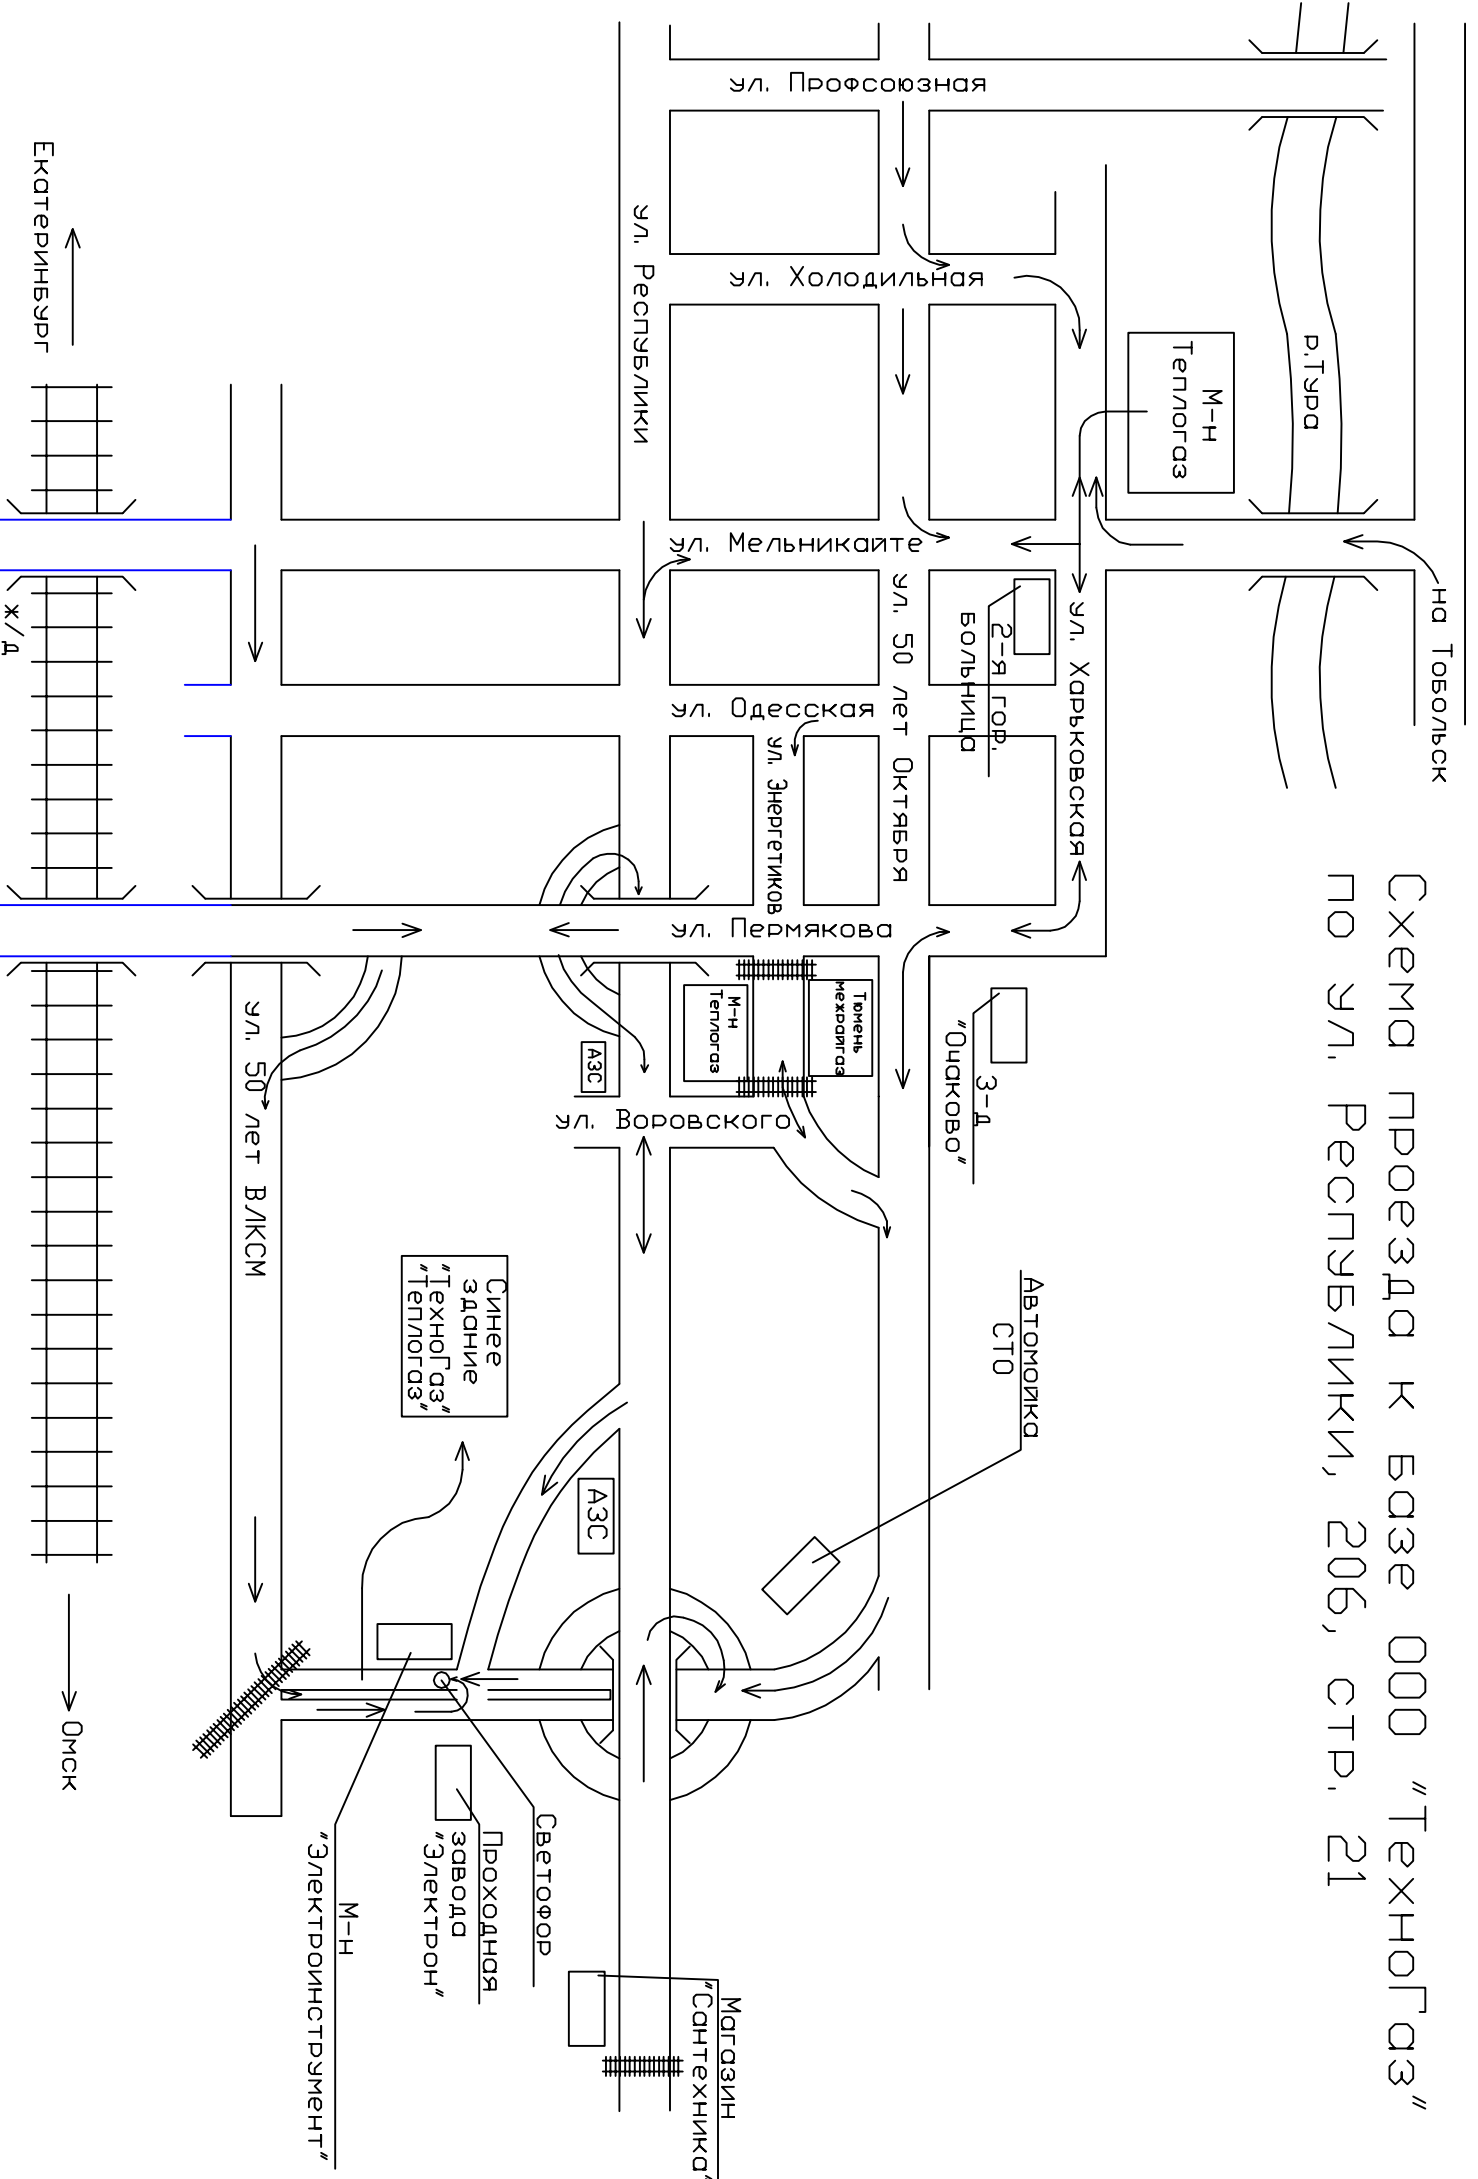 Схема проезда к базе ООО "ТехноГаз"
по ул. Республики, 206, стр. 21
на Тобольск
р.Тура
М-н
Теплогаз
ул. Харьковская
2-я гор.
больница
З-д
"Очаково"
Автомойка
СТО
ул. Профсоюзная
ул. Холодильная
ул. Мельникайте
ул. Одесская
ул. Пермякова
ул. Воровского
ул. 50 лет Октября
ул. Энергетиков
Тюмень
межрайгаз
М-н
Теплогаз
ул. Республики
АЗС
АЗС
Магазин
"Сантехника"
Синее
здание
"ТехноГаз"
"Теплогаз"
Светофор
Проходная
завода
"Электрон"
М-н
"Электроинструмент"
ул. 50 лет ВЛКСМ
Екатеринбург
ж/д
Омск